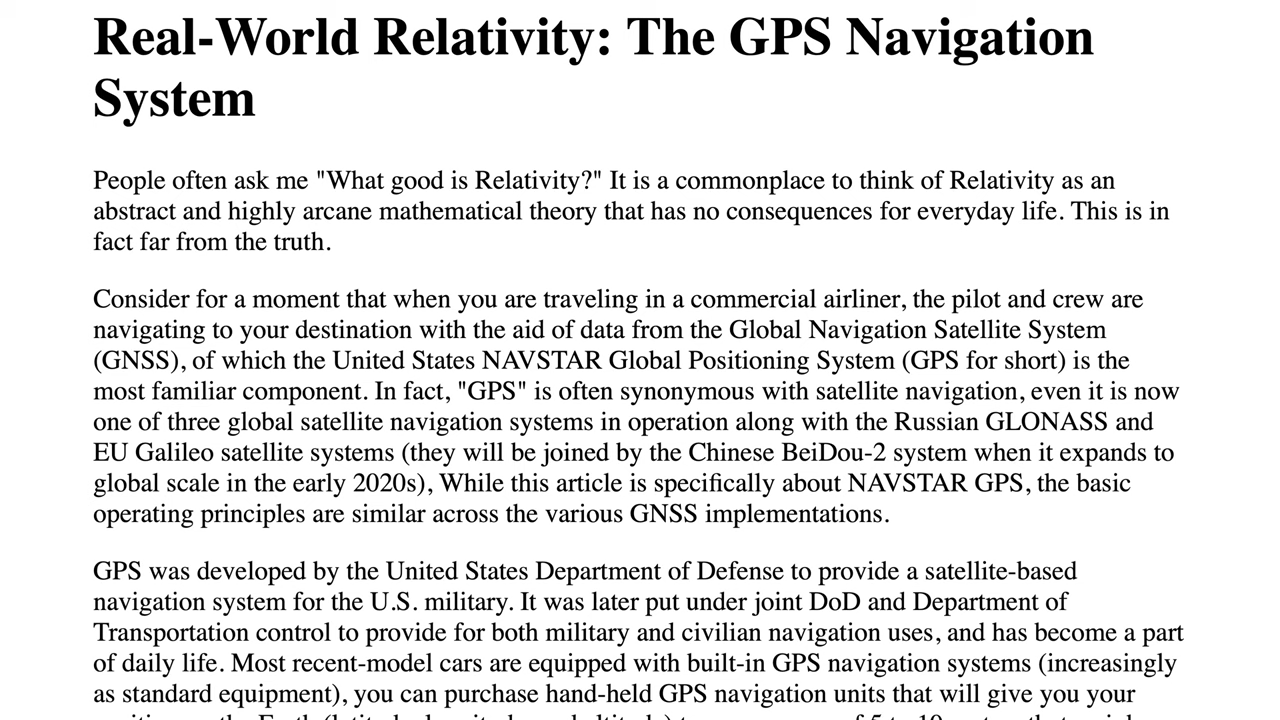 Real-World Relativity: The GPS Navigation
System
People often ask me "What good is Relativity?" It is a commonplace to think of Relativity as an
abstract and highly arcane mathematical theory that has no consequences for everyday life. This is in
fact far from the truth.
Consider for a moment that when you are traveling in a commercial airliner, the pilot and crew are
navigating to your destination with the aid of data from the Global Navigation Satellite System
(GNSS), of which the United States NAVSTAR Global Positioning System (GPS for short) is the
most familiar component. In fact, "GPS" is often synonymous with satellite navigation, even it is now
one of three global satellite navigation systems in operation along with the Russian GLONASS and
EU Galileo satellite systems (they will be joined by the Chinese BeiDou-2 system when it expands to
global scale in the early 2020s), While this article is specifically about NAVSTAR GPS, the basic
operating principles are similar across the various GNSS implementations.
GPS was developed by the United States Department of Defense to provide a satellite-based
navigation system for the U.S. military. It was later put under joint DoD and Department of
Transportation control to provide for both military and civilian navigation uses, and has become a part
of daily life. Most recent-model cars are equipped with built-in GPS navigation systems (increasingly
as standard equipment), you can purchase hand-held GPS navigation units that will give you your